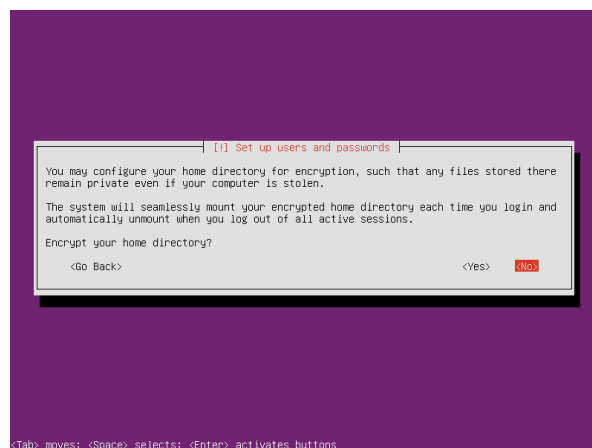 [!] Set up users and passwords
You may configure your home directory for encryption, such that any files stored there
remain private even if your computer is stolen.
The system will seamlessly mount your encrypted home directory each time you login and
automatically unmount when you log out of all active sessions.
Encrypt your home directory?
<Go Back> <Yes> <No>
<Tab> moves; <Space> selects; <Enter> activates buttons